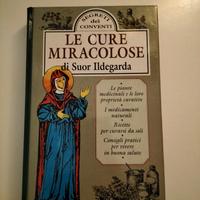 SEGRETI
dei
CONVENTI
LE CURE
MIRACOLOSE
di Suor Ildegarda
Le piante
medicinali e le loro
proprietà curative
I medicamenti
naturali
Ricette
per curarsi da sé
Consigli pratici
per vivere
in buona salute